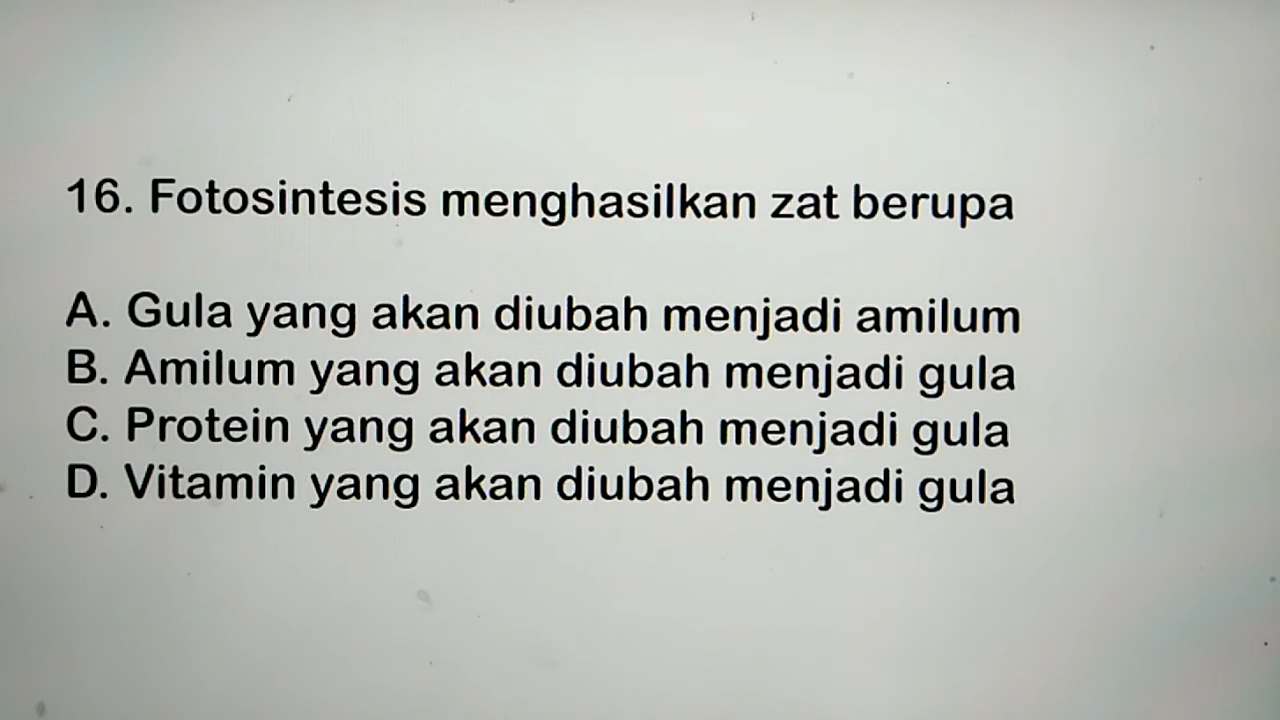 16. Fotosintesis menghasilkan zat berupa
A. Gula yang akan diubah menjadi amilum
B. Amilum yang akan diubah menjadi gula
C. Protein yang akan diubah menjadi gula
D. Vitamin yang akan diubah menjadi gula